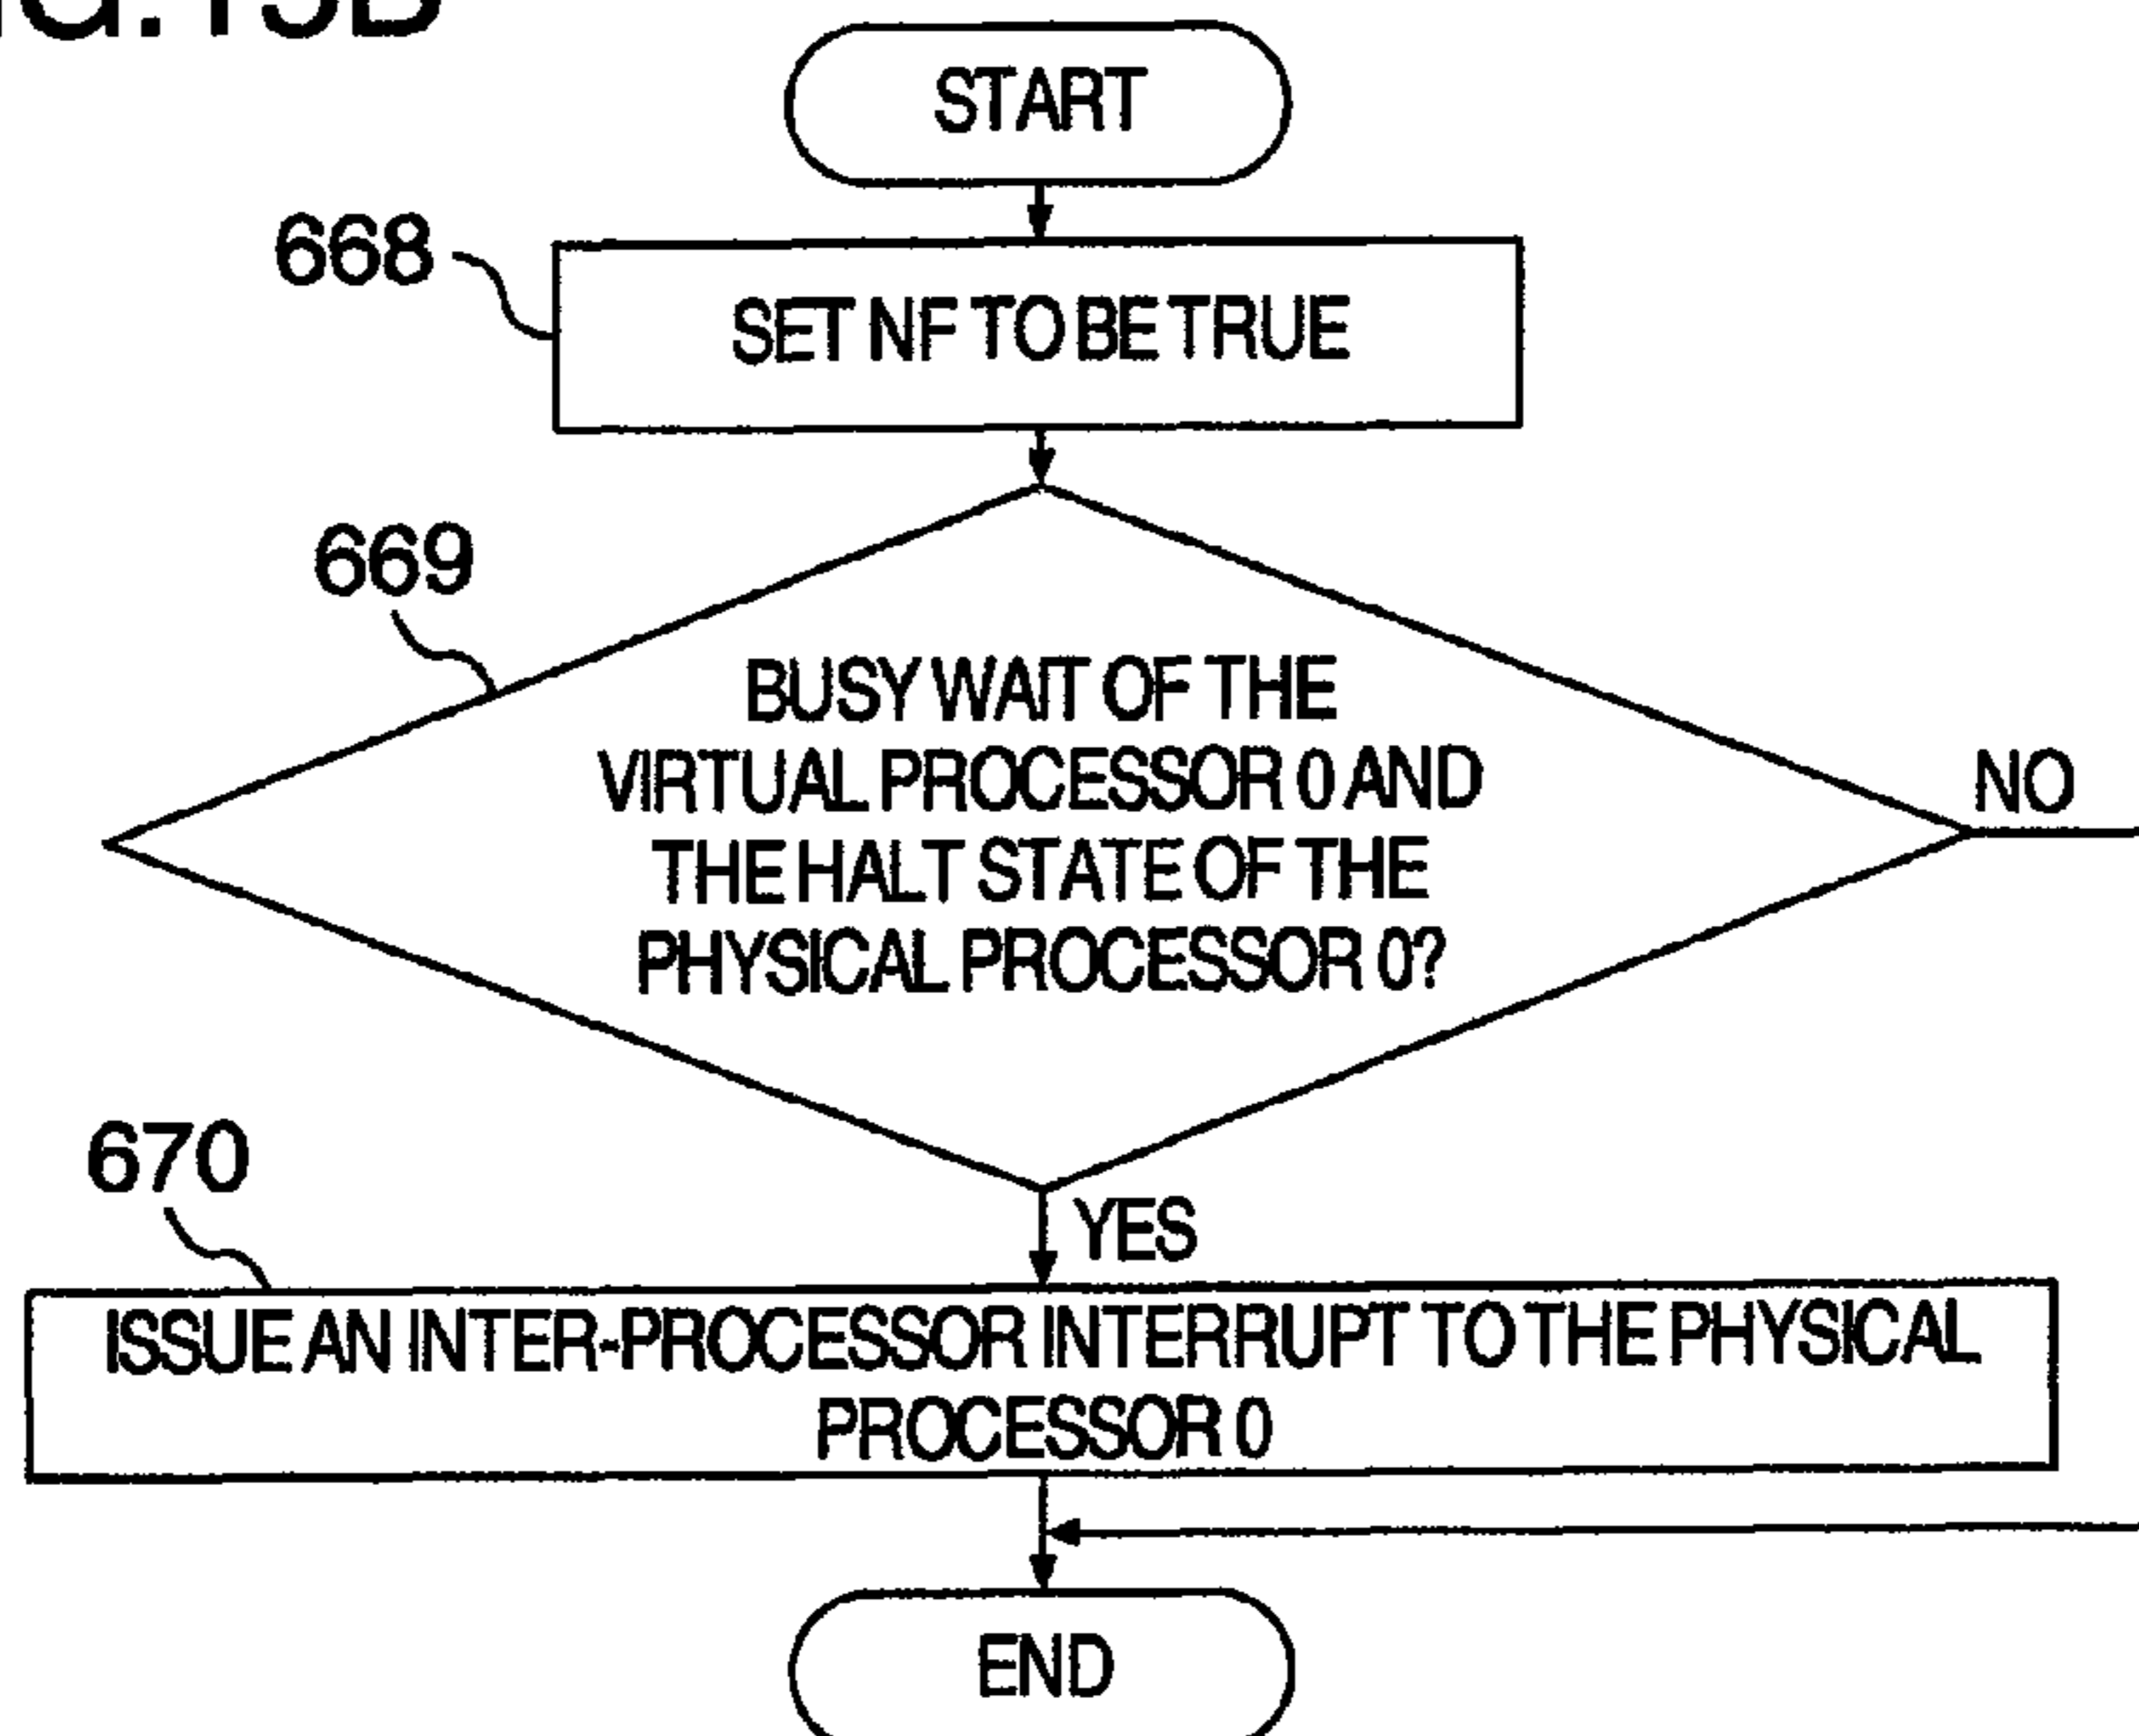 START
668
SET NF TO BE TRUE
669
BUSY WAIT OF THE
VIRTUAL PROCESSOR 0 AND
THE HALT STATE OF THE
PHYSICAL PROCESSOR 0?
NO
670
YES
ISSUE AN INTER-PROCESSOR INTERRUPT TO THE PHYSICAL
PROCESSOR 0
END